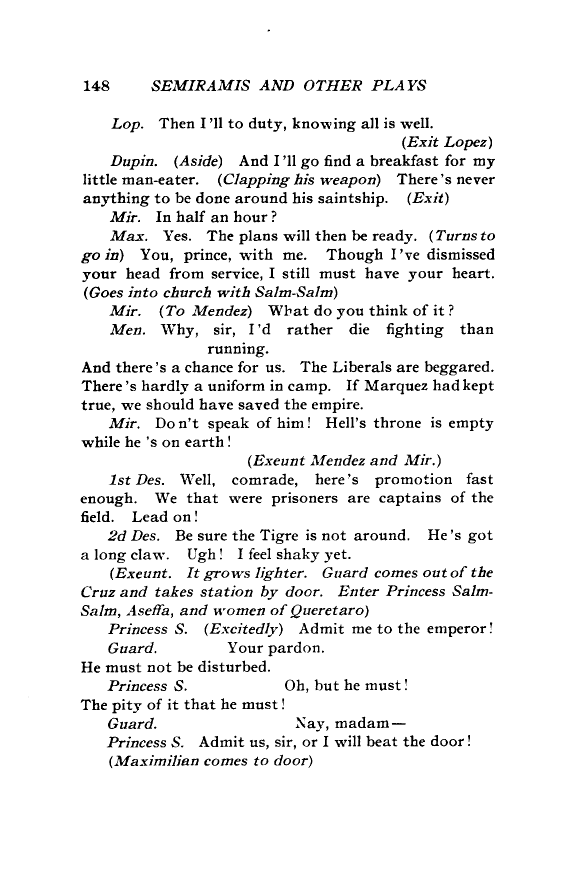 148 SEMIRAMIS AND OTHER PLAYS
Lop. Then I'll to duty, knowing all is well.
(Exit Lopez)
Dupin. (Aside) And I'll go find a breakfast for my
little man-eater. (Clapping his weapon) There's never
anything to be done around his saintship. (Exit)
Mir. In half an hour?
Max. Yes. The plans will then be ready. (Turns to
go in) You, prince, with me. Though I've dismissed
your head from service, I still must have your heart.
(Goes into church with Salm-Salm)
Mir. (To Mendez) What do you think of it?
Men. Why, sir, I'd rather die fighting than
running.
And there's a chance for us. The Liberals are beggared.
There's hardly a uniform in camp. If Marquez had kept
true, we should have saved the empire.
Mir. Don't speak of him! Hell's throne is empty
while he 's on earth!
(Exeunt Mendez and Mir.)
1st Des. Well, comrade, here's promotion fast
enough. We that were prisoners are captains of the
field. Lead on!
2d Des. Be sure the Tigre is not around. He's got
a long claw. Ugh! I feel shaky yet.
(Exeunt. It grows lighter. Guard comes out of the
Cruz and takes station by door. Enter Princess Salm-
Salm, Aseffa, and women of Queretaro)
Princess S. (Excitedly) Admit me to the emperor!
Guard. Your pardon.
He must not be disturbed.
Princess S. Oh, but he must!
The pity of it that he must!
Guard. Nay, madam—
Princess S. Admit us, sir, or I will beat the door!
(Maximilian comes to door)